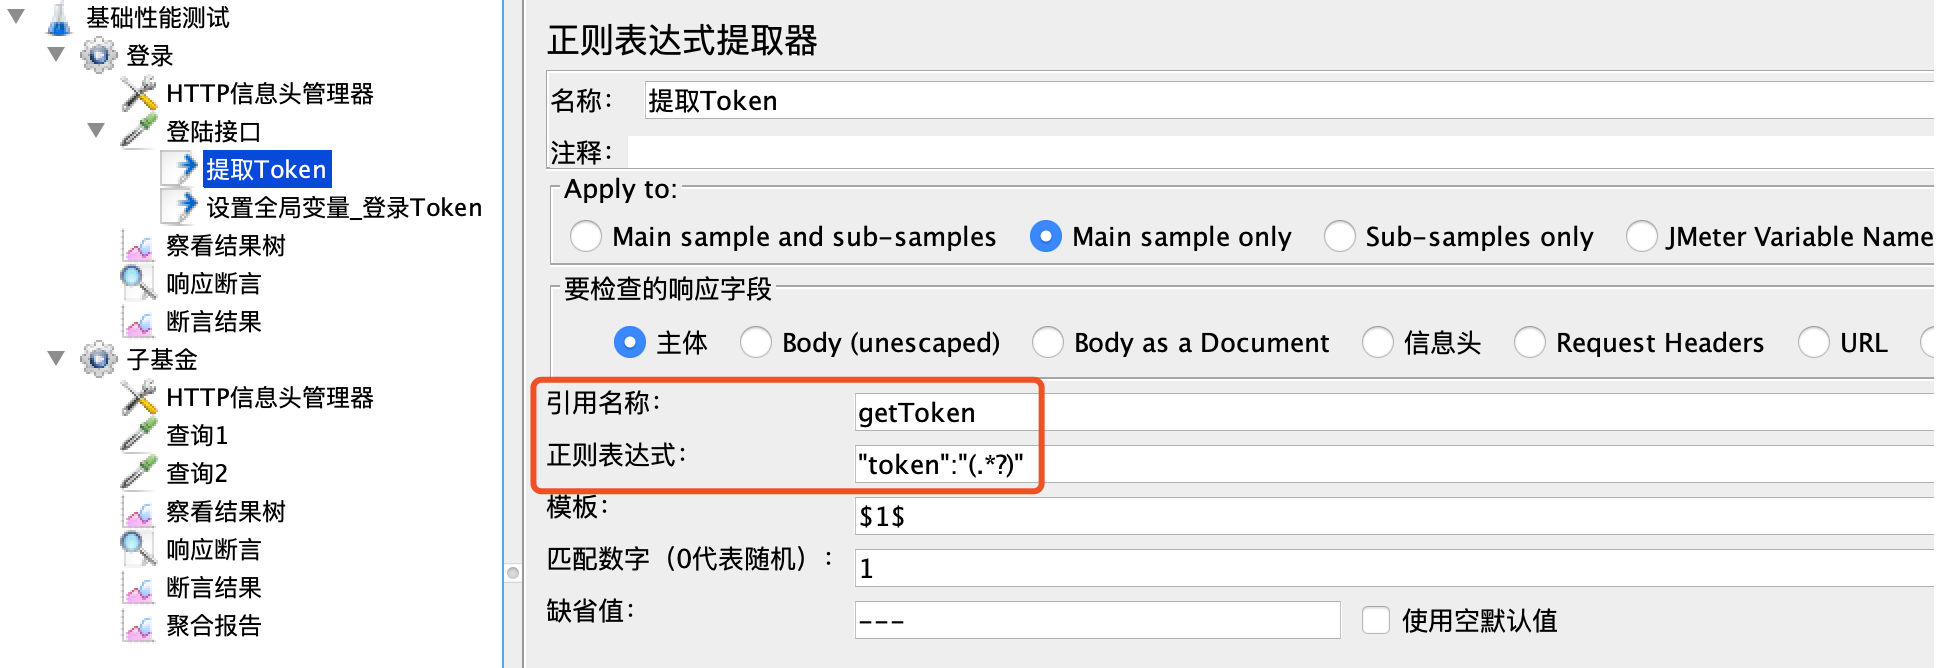 基础性能测试
登录
HTTP信息头管理器
登陆接口
提取Token
设置全局变量_登录Token
察看结果树
响应断言
断言结果
子基金
HTTP信息头管理器
查询1
查询2
察看结果树
响应断言
断言结果
聚合报告
正则表达式提取器
名称： 提取Token
注释：
Apply to:
Main sample and sub-samples Main sample only Sub-samples only JMeter Variable Name
要检查的响应字段
主体 Body (unescaped) Body as a Document 信息头 Request Headers URL
引用名称： getToken
正则表达式： "token":"(.*?)"
模板： $1$
匹配数字（0代表随机）： 1
缺省值： --- 使用空默认值